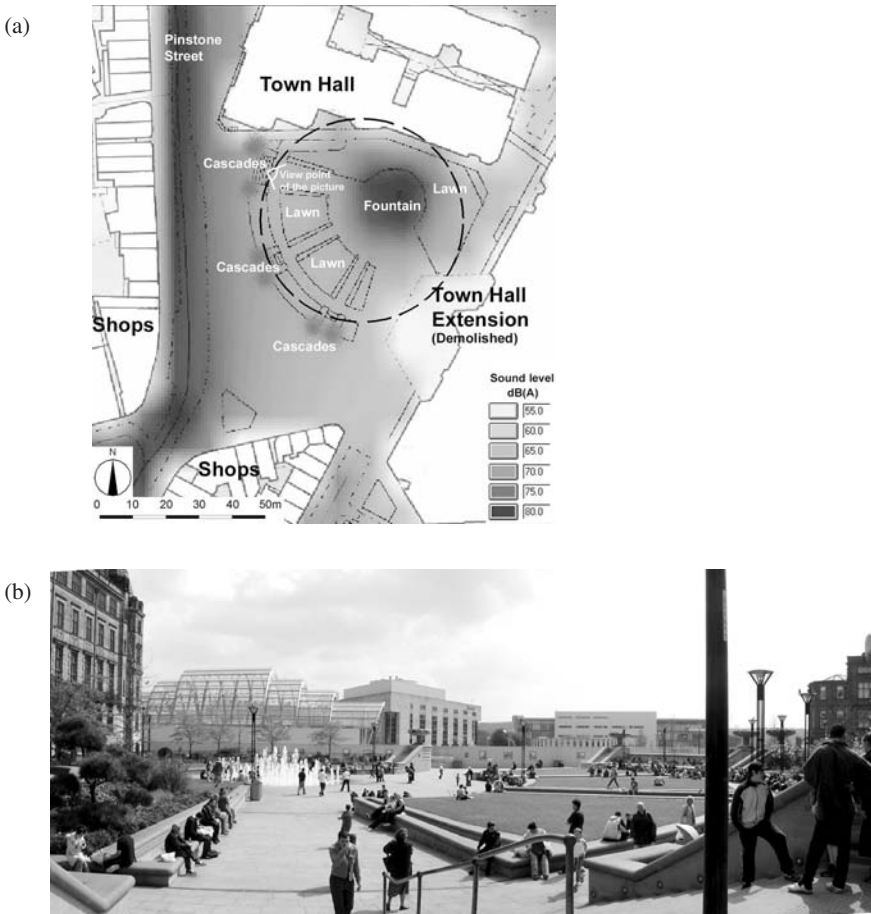 (a)
Pinstone
Street
Town Hall
Cascades
View point
of the picture
Lawn
Fountain
Lawn
Lawn
Cascades
Town Hall
Extension
(Demolished)
Shops
Cascades
Sound level
dB(A)
55.0
60.0
65.0
70.0
75.0
80.0
Shops
N
0 10 20 30 40 50m
(b)